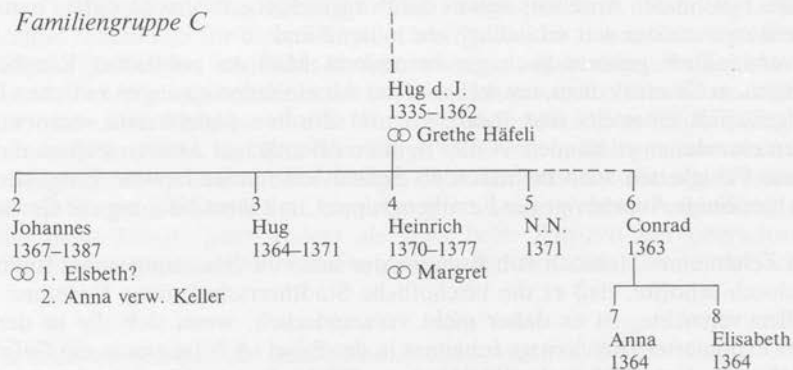 Familiengruppe C
1
Hug d. J.
1335–1362
⚭ Grethe Häfeli
2
Johannes
1367–1387
⚭ 1. Elsbeth?
2. Anna verw. Keller
3
Hug
1364–1371
4
Heinrich
1370–1377
⚭ Margret
5
N.N.
1371
6
Conrad
1363
7
Anna
1364
8
Elisabeth
1364